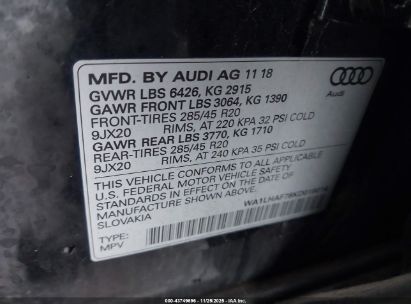 MFD. BY AUDI AG 11 18
GVWR LBS 6426, KG 2915
GAWR FRONT LBS 3064, KG 1390
FRONT-TIRES 285/45 R20
9JX20 RIMS, AT 220 KPA 32 PSI COLD
GAWR REAR LBS 3770, KG 1710
REAR-TIRES 285/45 R20
9JX20 RIMS, AT 240 KPA 35 PSI COLD
THIS VEHICLE CONFORMS TO ALL APPLICABLE
U.S. FEDERAL MOTOR VEHICLE SAFETY
STANDARDS IN EFFECT ON THE DATE OF
MANUFACTURE SHOWN ABOVE.
SLOVAKIA
TYPE:
MPV